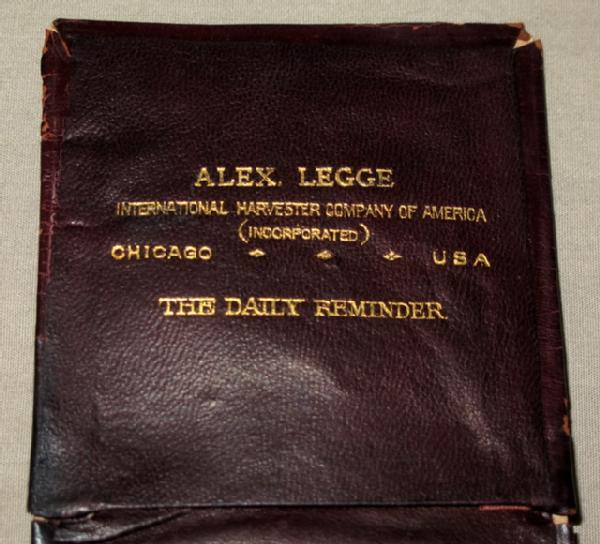 ALEX. LEGGE
INTERNATIONAL HARVESTER COMPANY OF AMERICA
(INCORPORATED)
CHICAGO USA
THE DAILY REMINDER.